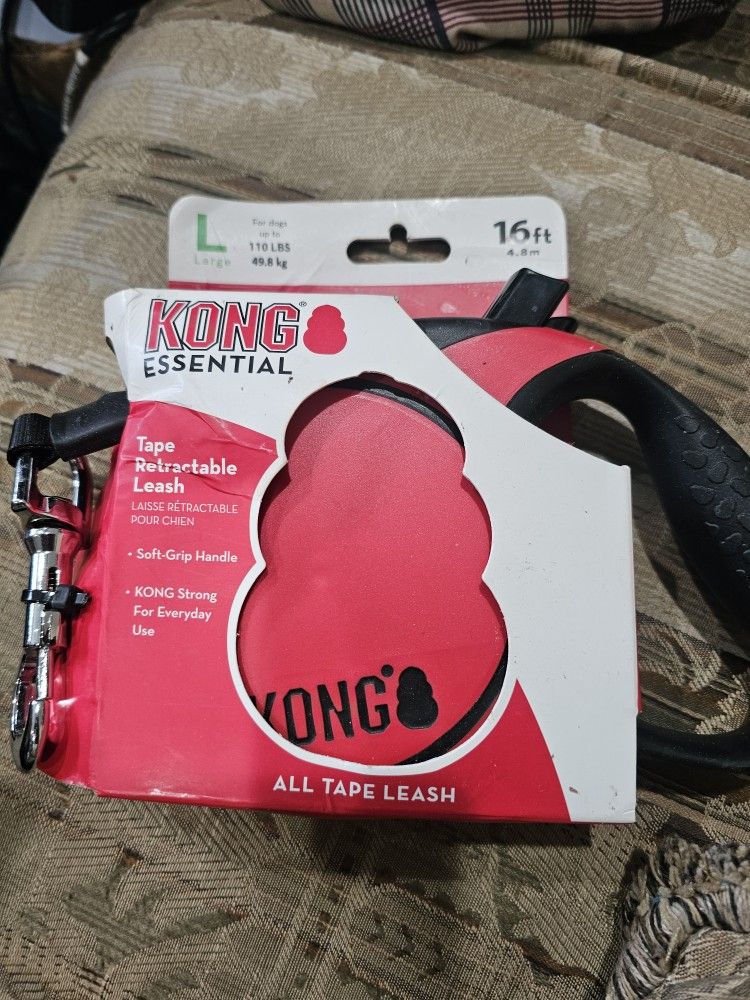 L
Large
For dogs
up to
110 LBS
49.8 kg
16ft
4.8m
KONG®
ESSENTIAL
Tape
Retractable
Leash
LAISSE RÉTRACTABLE
POUR CHIEN
• Soft-Grip Handle
• KONG Strong
For Everyday
Use
KONG®
ALL TAPE LEASH